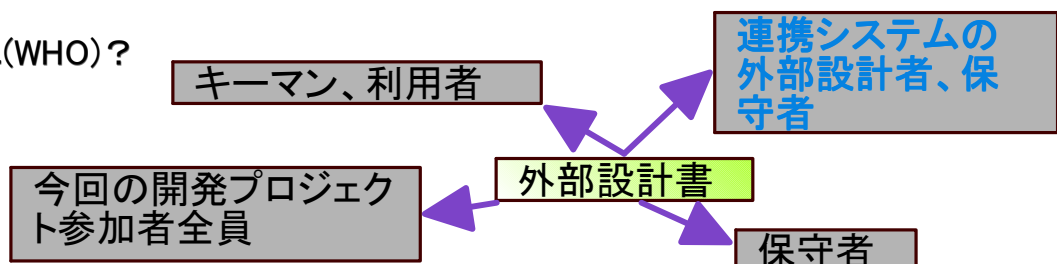 (WHO)？
連携システムの
外部設計者、保
守者
キーマン、利用者
外部設計書
今回の開発プロジェク
ト参加者全員
保守者